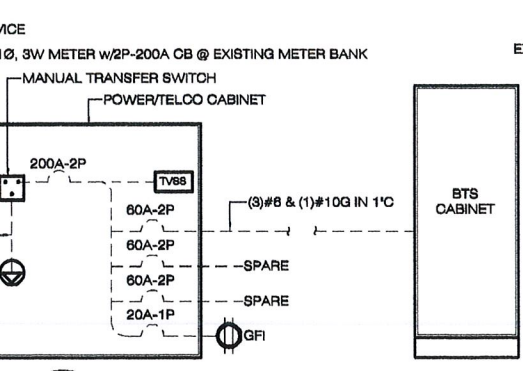 1Ø, 3W METER w/2P-200A CB @ EXISTING METER BANK
MANUAL TRANSFER SWITCH
POWER/TELCO CABINET
200A-2P
TVSS
60A-2P
(3)#6 & (1)#10G IN 1"C
BTS
CABINET
60A-2P
SPARE
60A-2P
SPARE
20A-1P
GFI